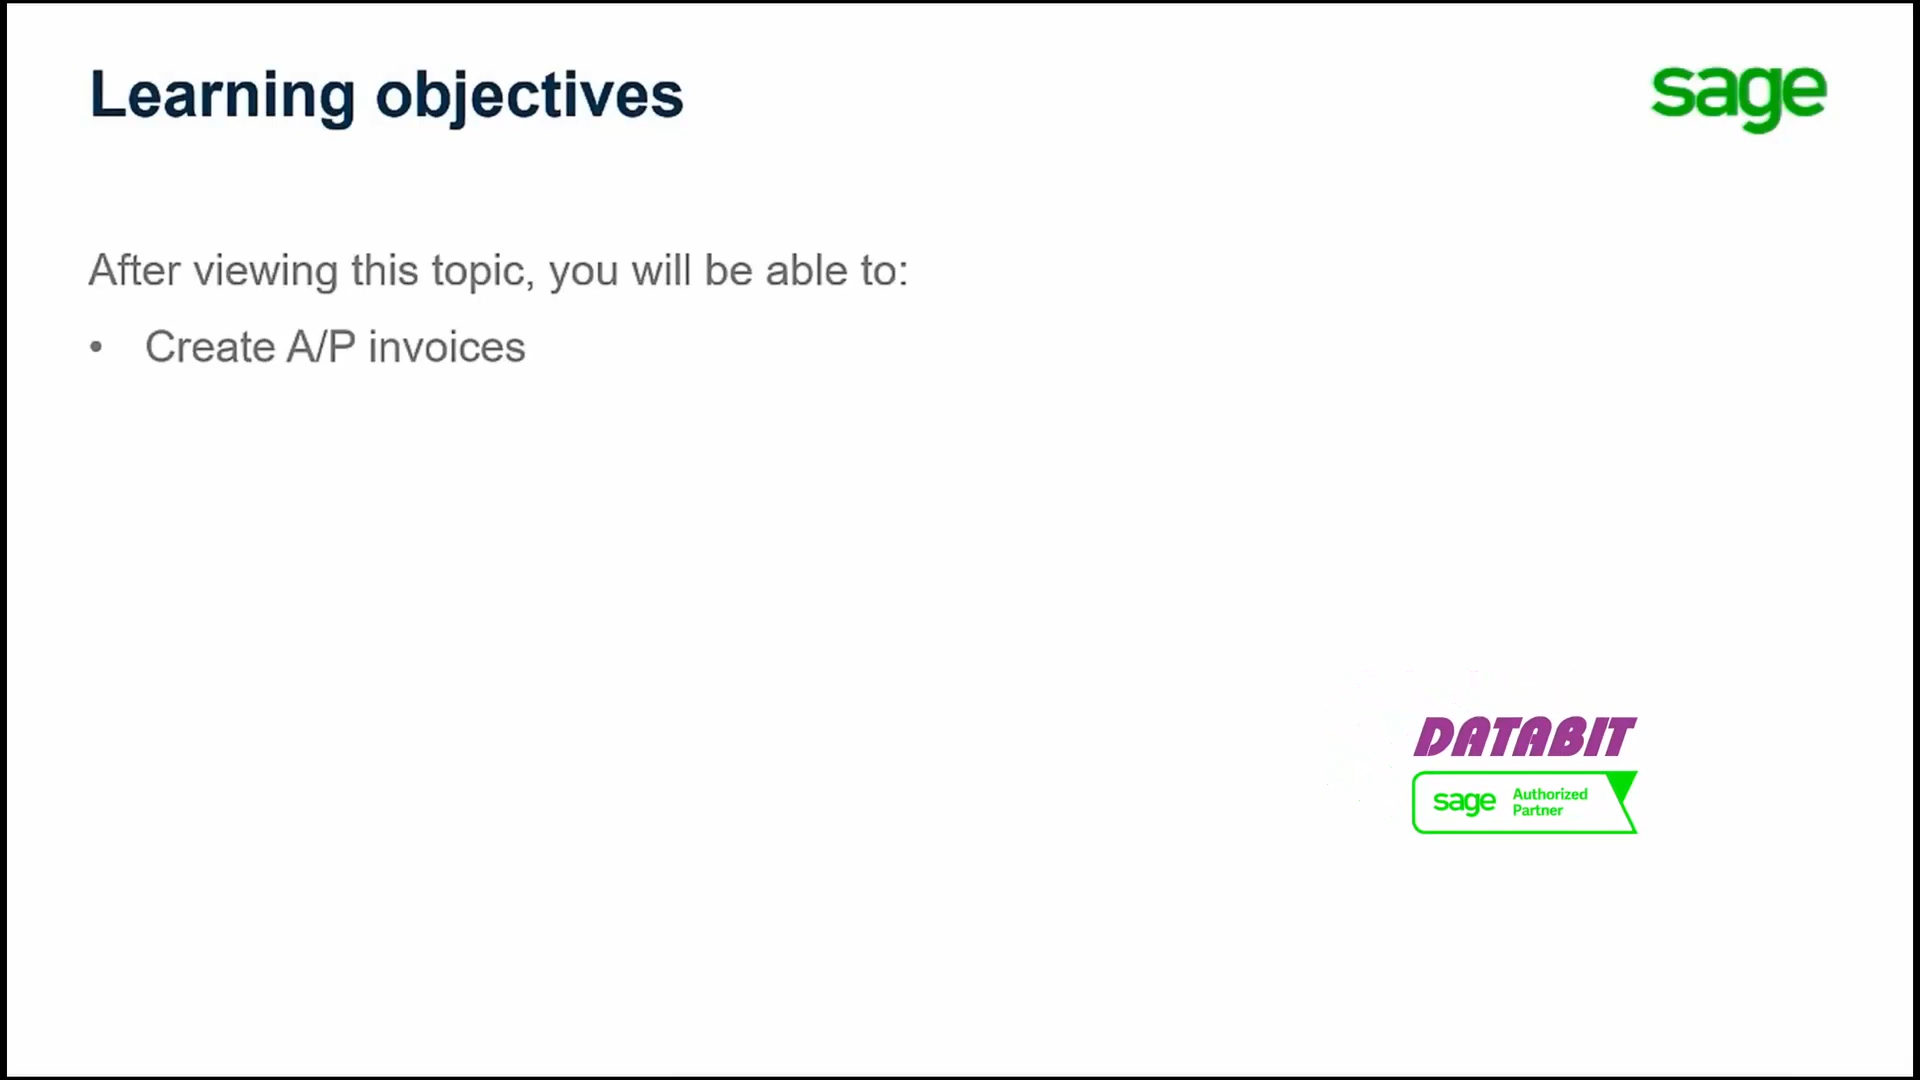 Learning objectives
sage
After viewing this topic, you will be able to:
• Create A/P invoices
DATABIT
sage Authorized
Partner